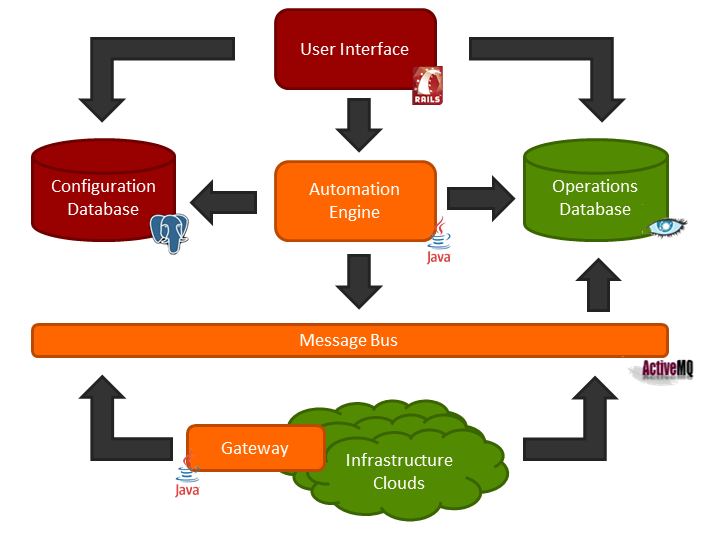 User Interface
RAILS
Configuration
Database
Automation
Engine
Java
Operations
Database
Message Bus
ActiveMQ
Gateway
Java
Infrastructure
Clouds